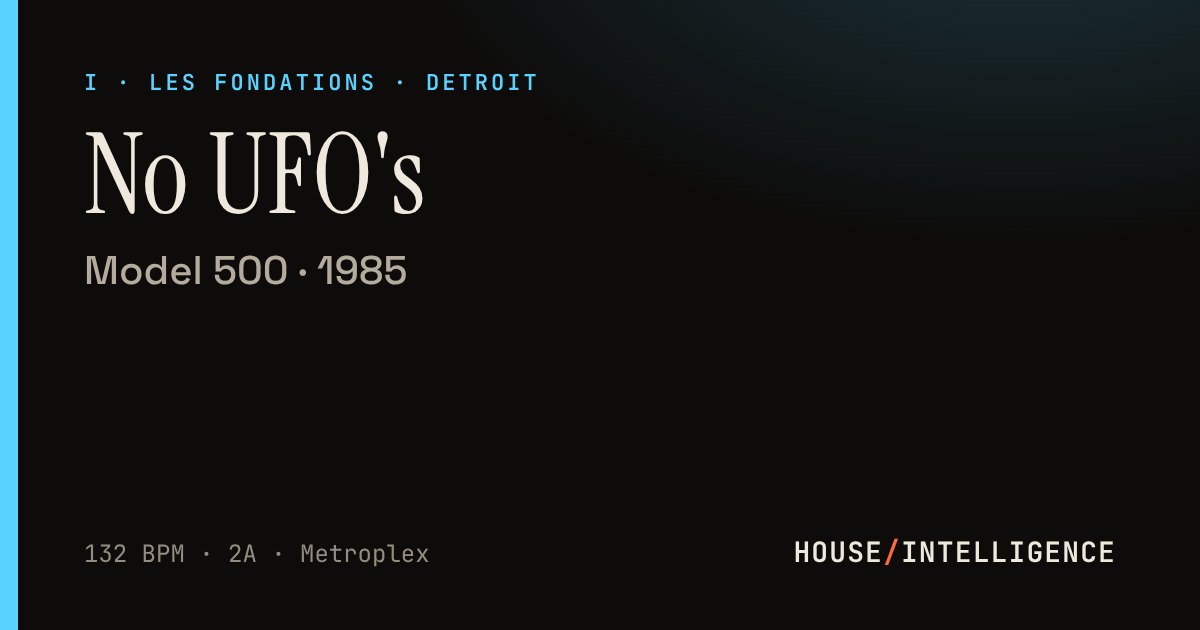 I · LES FONDATIONS · DETROIT
No UFO's
Model 500 · 1985
132 BPM · 2A · Metroplex
HOUSE/INTELLIGENCE